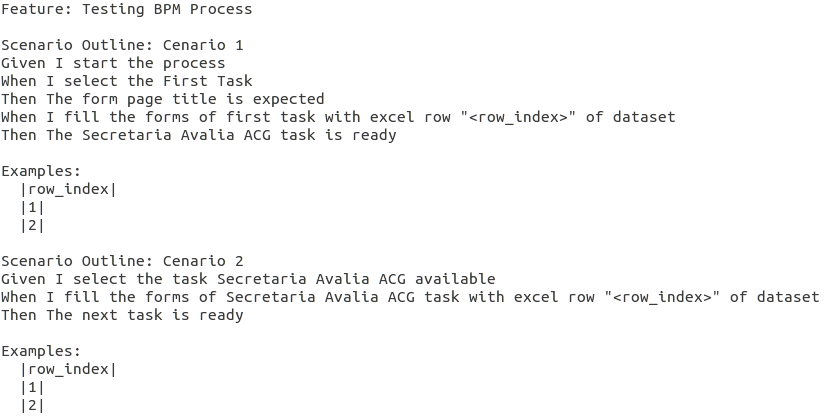 Feature: Testing BPM Process
Scenario Outline: Cenario 1
Given I start the process
When I select the First Task
Then The form page title is expected
When I fill the forms of first task with excel row "<row_index>" of dataset
Then The Secretaria Avalia ACG task is ready
Examples:
|row_index|
|1|
|2|
Scenario Outline: Cenario 2
Given I select the task Secretaria Avalia ACG available
When I fill the forms of Secretaria Avalia ACG task with excel row "<row_index>" of dataset
Then The next task is ready
Examples:
|row_index|
|1|
|2|